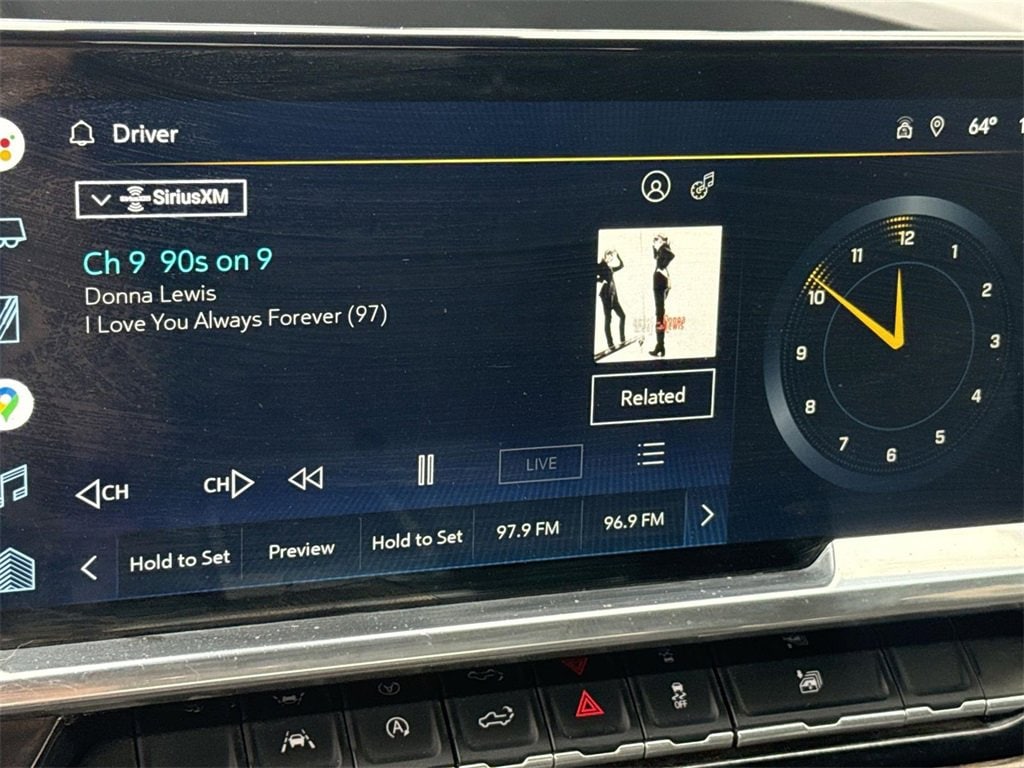 Driver
64°
SiriusXM
Ch 9 90s on 9
Donna Lewis
I Love You Always Forever (97)
Related
12
1
2
3
4
5
6
7
8
9
10
11
CH
CH
LIVE
Hold to Set
Preview
Hold to Set
97.9 FM
96.9 FM
A
OFF